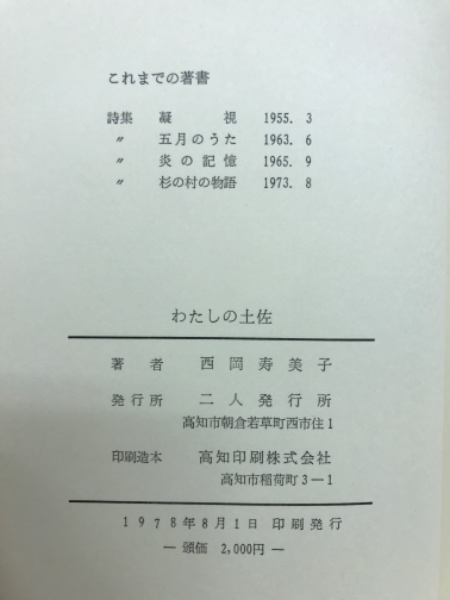 これまでの著書
詩集 凝視 1955. 3
〃 五月のうた 1963. 6
〃 炎の記憶 1965. 9
〃 杉の村の物語 1973. 8
わたしの土佐
著者 西岡寿美子
発行所 二人発行所
高知市朝倉若草町西市住1
印刷造本 高知印刷株式会社
高知市稲荷町3―1
1978年8月1日 印刷発行
― 頒価 2,000円 ―